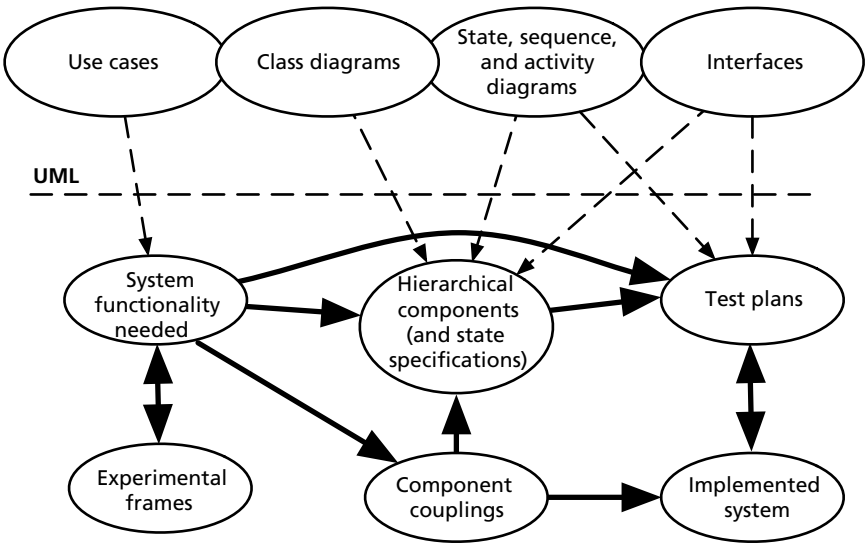 Use cases
Class diagrams
State, sequence,
and activity
diagrams
Interfaces
UML
System
functionality
needed
Hierarchical
components
(and state
specifications)
Test plans
Experimental
frames
Component
couplings
Implemented
system